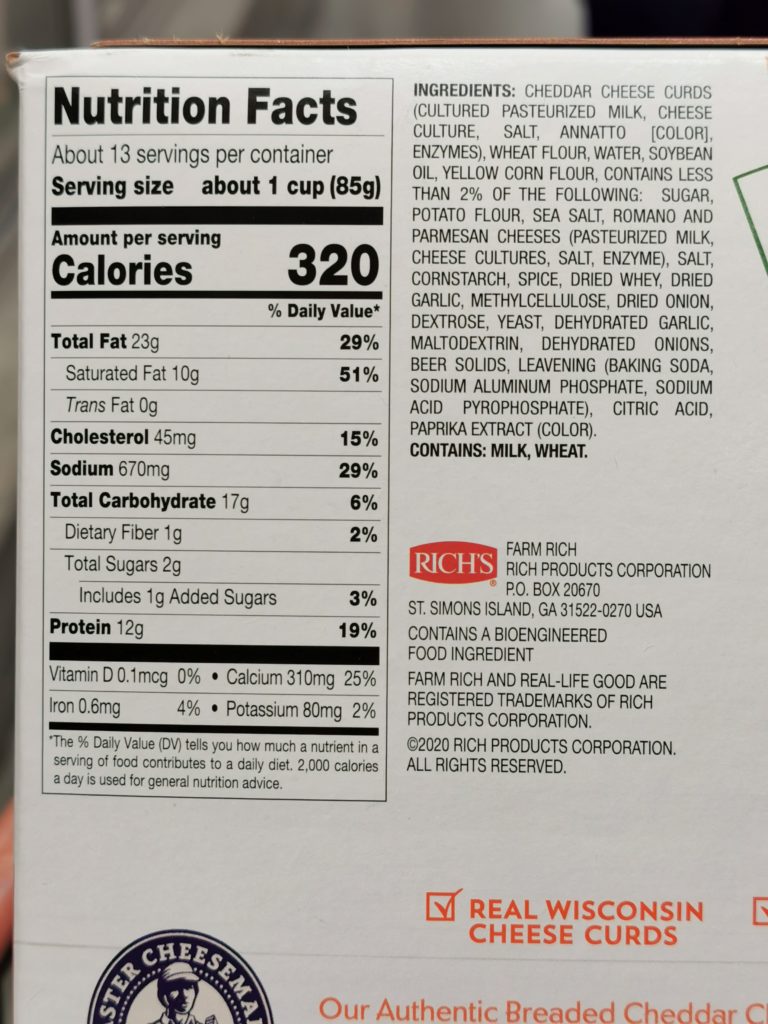 Nutrition Facts
About 13 servings per container
Serving size about 1 cup (85g)
Amount per serving
Calories 320
% Daily Value*
Total Fat 23g 29%
Saturated Fat 10g 51%
Trans Fat 0g
Cholesterol 45mg 15%
Sodium 670mg 29%
Total Carbohydrate 17g 6%
Dietary Fiber 1g 2%
Total Sugars 2g
Includes 1g Added Sugars 3%
Protein 12g 19%
Vitamin D 0.1mcg 0% • Calcium 310mg 25%
Iron 0.6mg 4% • Potassium 80mg 2%
*The % Daily Value (DV) tells you how much a nutrient in a
serving of food contributes to a daily diet. 2,000 calories
a day is used for general nutrition advice.
INGREDIENTS: CHEDDAR CHEESE CURDS
(CULTURED PASTEURIZED MILK, CHEESE
CULTURE, SALT, ANNATTO [COLOR],
ENZYMES), WHEAT FLOUR, WATER, SOYBEAN
OIL, YELLOW CORN FLOUR, CONTAINS LESS
THAN 2% OF THE FOLLOWING: SUGAR,
POTATO FLOUR, SEA SALT, ROMANO AND
PARMESAN CHEESES (PASTEURIZED MILK,
CHEESE CULTURES, SALT, ENZYME), SALT,
CORNSTARCH, SPICE, DRIED WHEY, DRIED
GARLIC, METHYLCELLULOSE, DRIED ONION,
DEXTROSE, YEAST, DEHYDRATED GARLIC,
MALTODEXTRIN, DEHYDRATED ONIONS,
BEER SOLIDS, LEAVENING (BAKING SODA,
SODIUM ALUMINUM PHOSPHATE, SODIUM
ACID PYROPHOSPHATE), CITRIC ACID,
PAPRIKA EXTRACT (COLOR).
CONTAINS: MILK, WHEAT.
RICH'S®
FARM RICH
RICH PRODUCTS CORPORATION
P.O. BOX 20670
ST. SIMONS ISLAND, GA 31522-0270 USA
CONTAINS A BIOENGINEERED
FOOD INGREDIENT
FARM RICH AND REAL-LIFE GOOD ARE
REGISTERED TRADEMARKS OF RICH
PRODUCTS CORPORATION.
©2020 RICH PRODUCTS CORPORATION.
ALL RIGHTS RESERVED.
REAL WISCONSIN
CHEESE CURDS
Our Authentic Breaded Cheddar